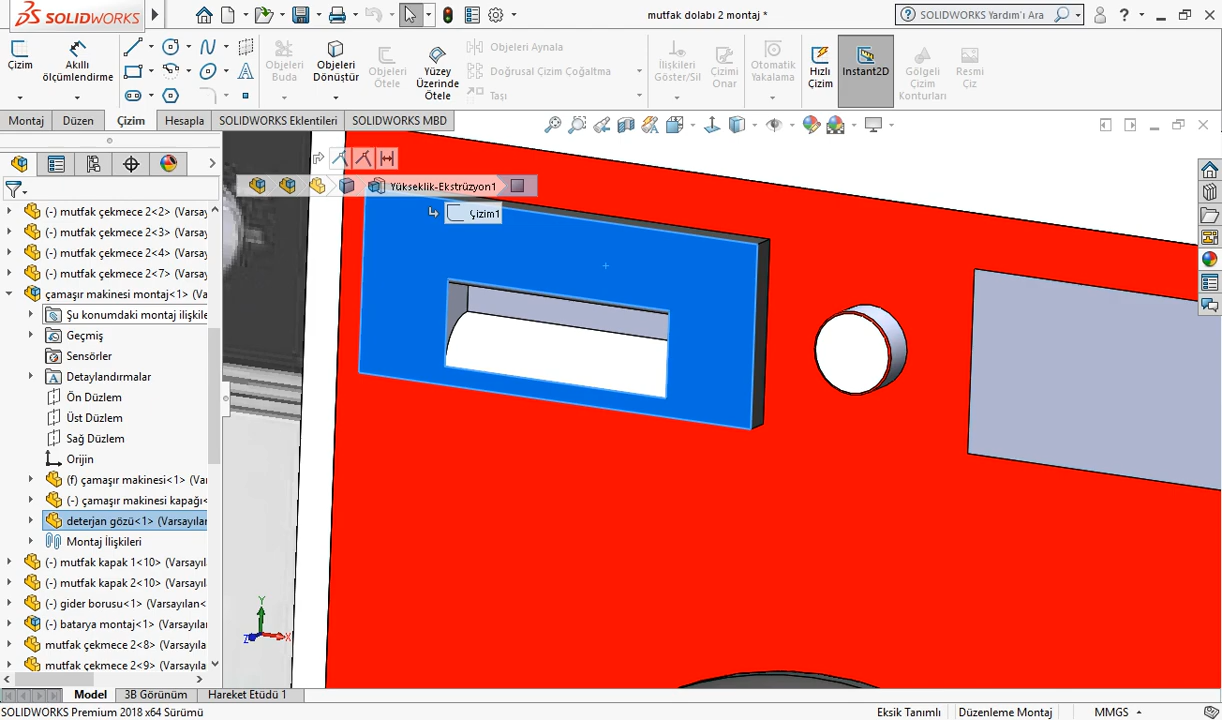 SOLIDWORKS
mutfak dolabı 2 montaj *
SOLIDWORKS Yardım'ı Ara
Çizim
Akıllı ölçümlendirme
Objeleri Buda
Objeleri Dönüştür
Objeleri Ötele
Yüzey Üzerinde Ötele
Objeleri Aynala
Doğrusal Çizim Çoğaltma
Taşı
İlişkileri Göster/Sil
Çizimi Onar
Otomatik Yakalama
Hızlı Çizim
Instant2D
Gölgeli Çizim Konturları
Resmi Çiz
Montaj
Düzen
Çizim
Hesapla
SOLIDWORKS Eklentileri
SOLIDWORKS MBD
Yükseklik-Ekstrüzyon1
Çizim1
(-) mutfak çekmece 2<2> (Varsay
(-) mutfak çekmece 2<3> (Varsay
(-) mutfak çekmece 2<4> (Varsay
(-) mutfak çekmece 2<7> (Varsay
çamaşır makinesi montaj<1> (Va
Şu konumdaki montaj ilişkile
Geçmiş
Sensörler
Detaylandırmalar
Ön Düzlem
Üst Düzlem
Sağ Düzlem
Orijin
(f) çamaşır makinesi<1> (Var
(-) çamaşır makinesi kapağı<
deterjan gözü<1> (Varsayılan
Montaj İlişkileri
(-) mutfak kapak 1<10> (Varsayıl
(-) mutfak kapak 2<10> (Varsayıl
(-) gider borusu<1> (Varsayılan<
(-) batarya montaj<1> (Varsayıla
mutfak çekmece 2<8> (Varsayıla
mutfak çekmece 2<9> (Varsayıla
Y
Z
X
Model
3B Görünüm
Hareket Etüdü 1
SOLIDWORKS Premium 2018 x64 Sürümü
Eksik Tanımlı
Düzenleme Montaj
MMGS